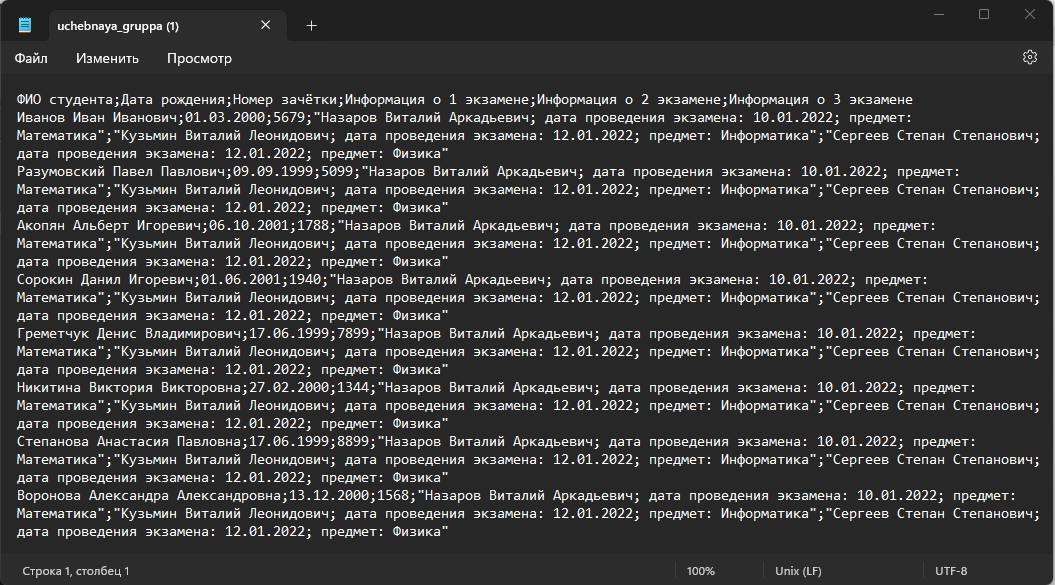 uchebnaya_gruppa (1)
Файл Изменить Просмотр
ФИО студента;Дата рождения;Номер зачётки;Информация о 1 экзамене;Информация о 2 экзамене;Информация о 3 экзамене
Иванов Иван Иванович;01.03.2000;5679;"Назаров Виталий Аркадьевич; дата проведения экзамена: 10.01.2022; предмет:
Математика";"Кузьмин Виталий Леонидович; дата проведения экзамена: 12.01.2022; предмет: Информатика";"Сергеев Степан Степанович;
дата проведения экзамена: 12.01.2022; предмет: Физика"
Разумовский Павел Павлович;09.09.1999;5099;"Назаров Виталий Аркадьевич; дата проведения экзамена: 10.01.2022; предмет:
Математика";"Кузьмин Виталий Леонидович; дата проведения экзамена: 12.01.2022; предмет: Информатика";"Сергеев Степан Степанович;
дата проведения экзамена: 12.01.2022; предмет: Физика"
Акопян Альберт Игоревич;06.10.2001;1788;"Назаров Виталий Аркадьевич; дата проведения экзамена: 10.01.2022; предмет:
Математика";"Кузьмин Виталий Леонидович; дата проведения экзамена: 12.01.2022; предмет: Информатика";"Сергеев Степан Степанович;
дата проведения экзамена: 12.01.2022; предмет: Физика"
Сорокин Данил Игоревич;01.06.2001;1940;"Назаров Виталий Аркадьевич; дата проведения экзамена: 10.01.2022; предмет:
Математика";"Кузьмин Виталий Леонидович; дата проведения экзамена: 12.01.2022; предмет: Информатика";"Сергеев Степан Степанович;
дата проведения экзамена: 12.01.2022; предмет: Физика"
Греметчук Денис Владимирович;17.06.1999;7899;"Назаров Виталий Аркадьевич; дата проведения экзамена: 10.01.2022; предмет:
Математика";"Кузьмин Виталий Леонидович; дата проведения экзамена: 12.01.2022; предмет: Информатика";"Сергеев Степан Степанович;
дата проведения экзамена: 12.01.2022; предмет: Физика"
Никитина Виктория Викторовна;27.02.2000;1344;"Назаров Виталий Аркадьевич; дата проведения экзамена: 10.01.2022; предмет:
Математика";"Кузьмин Виталий Леонидович; дата проведения экзамена: 12.01.2022; предмет: Информатика";"Сергеев Степан Степанович;
дата проведения экзамена: 12.01.2022; предмет: Физика"
Степанова Анастасия Павловна;17.06.1999;8899;"Назаров Виталий Аркадьевич; дата проведения экзамена: 10.01.2022; предмет:
Математика";"Кузьмин Виталий Леонидович; дата проведения экзамена: 12.01.2022; предмет: Информатика";"Сергеев Степан Степанович;
дата проведения экзамена: 12.01.2022; предмет: Физика"
Воронова Александра Александровна;13.12.2000;1568;"Назаров Виталий Аркадьевич; дата проведения экзамена: 10.01.2022; предмет:
Математика";"Кузьмин Виталий Леонидович; дата проведения экзамена: 12.01.2022; предмет: Информатика";"Сергеев Степан Степанович;
дата проведения экзамена: 12.01.2022; предмет: Физика"
Строка 1, столбец 1 100% Unix (LF) UTF-8